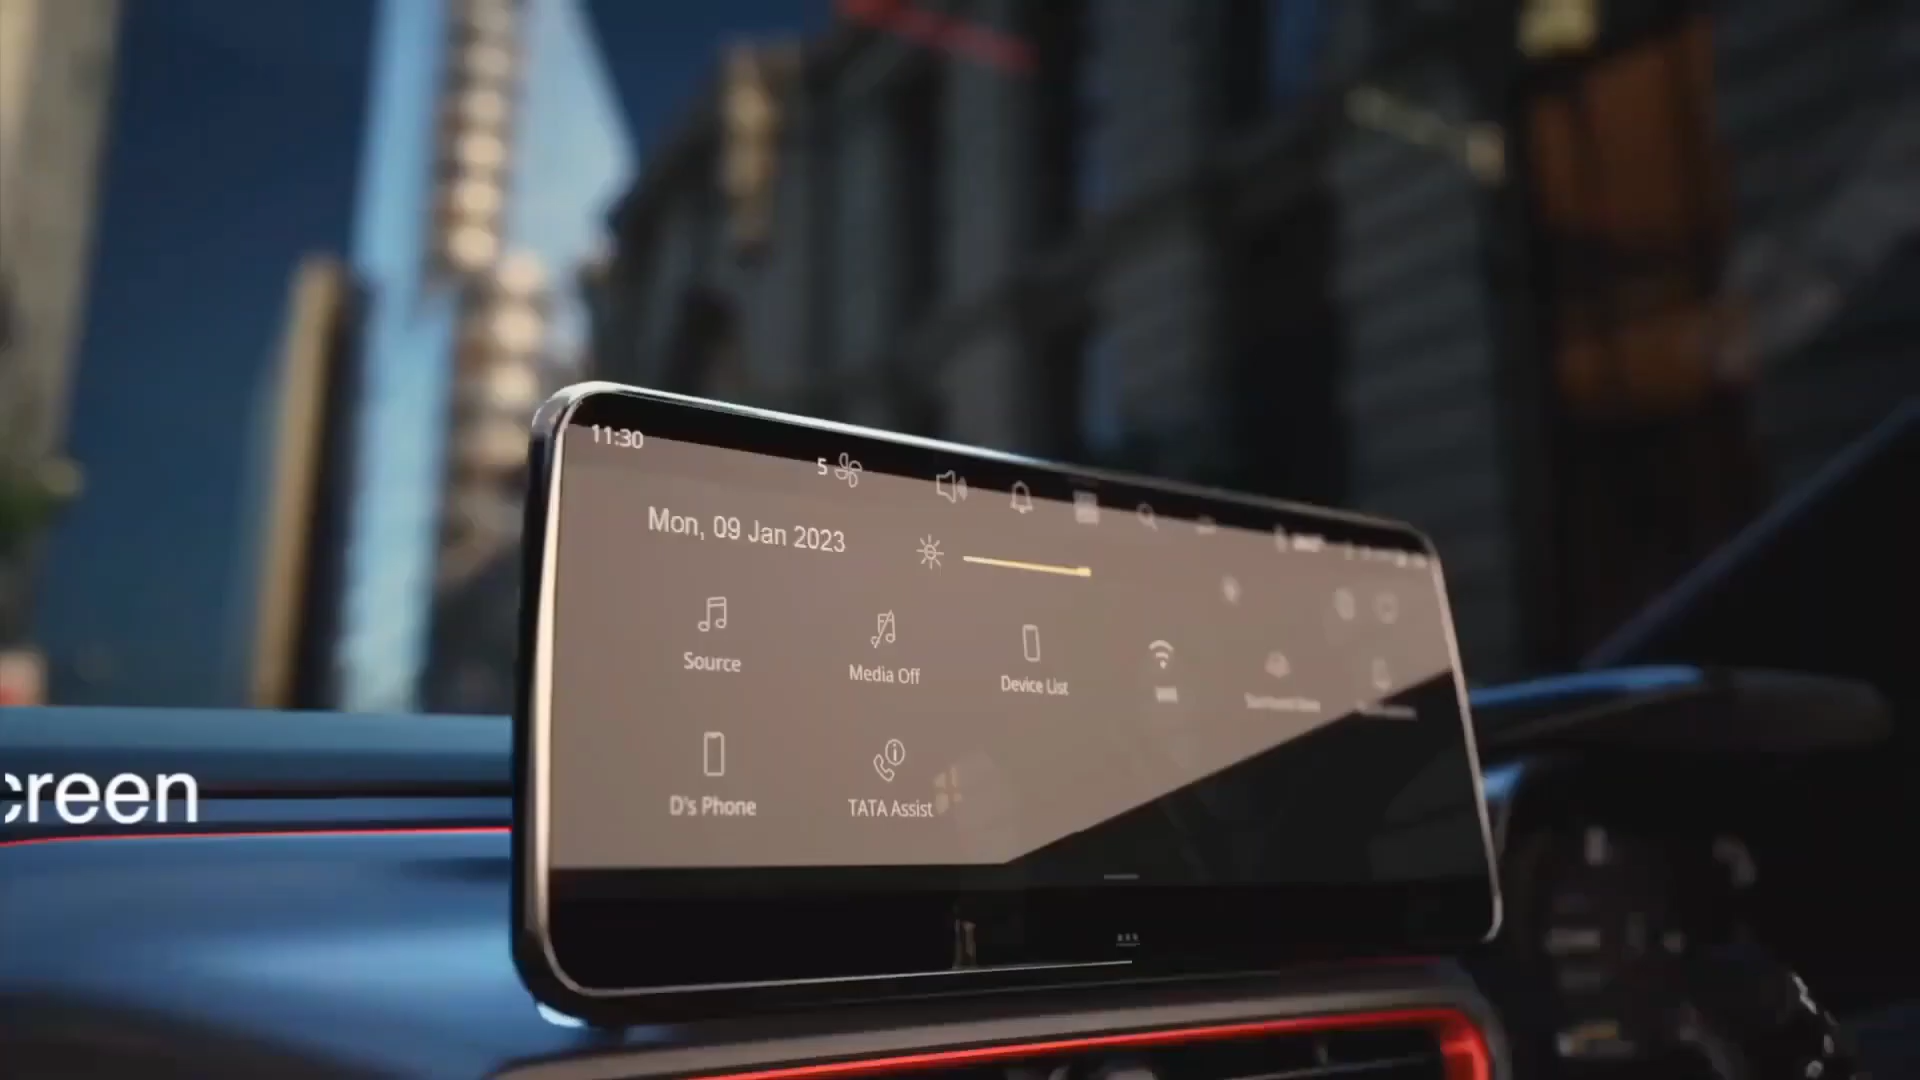 11:30
5
Mon, 09 Jan 2023
Source
Media Off
Device List
D's Phone
TATA Assist
creen